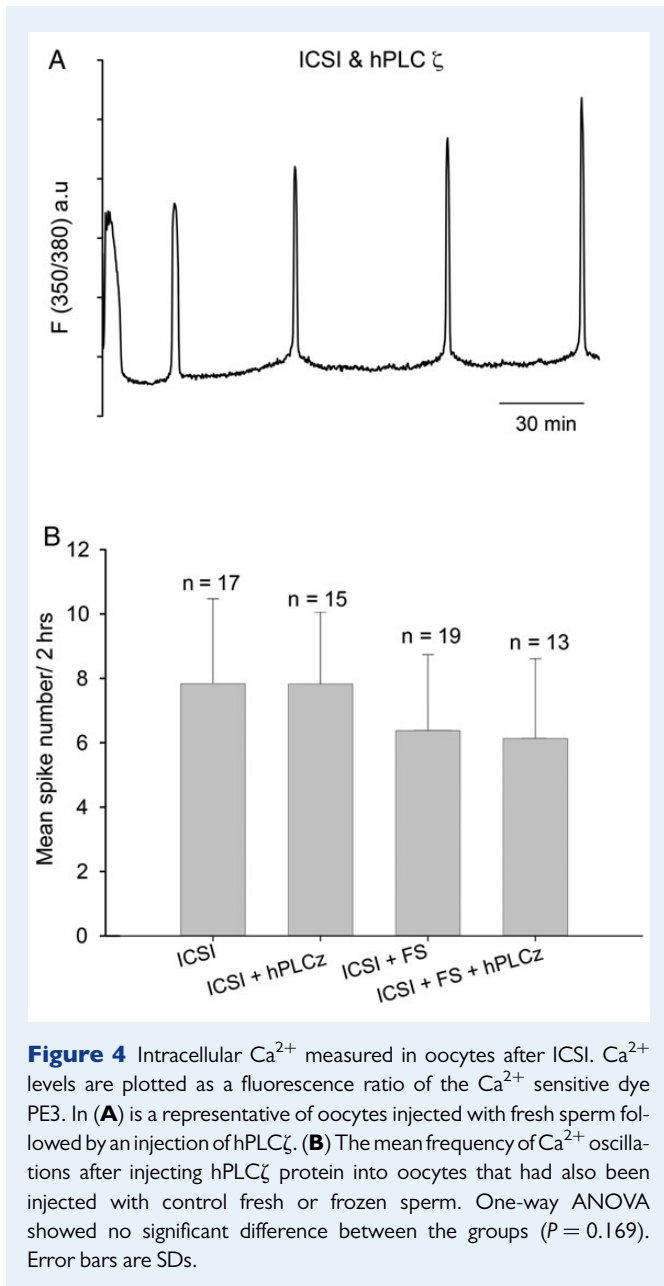 A
ICSI & hPLC ζ
F (350/380) a.u
30 min
B
Mean spike number/ 2 hrs
12
10
8
6
4
2
0
n = 17
n = 15
n = 19
n = 13
ICSI
ICSI + hPLCz
ICSI + FS
ICSI + FS + hPLCz
Figure 4 Intracellular Ca²⁺ measured in oocytes after ICSI. Ca²⁺
levels are plotted as a fluorescence ratio of the Ca²⁺ sensitive dye
PE3. In (A) is a representative of oocytes injected with fresh sperm fol-
lowed by an injection of hPLCζ. (B) The mean frequency of Ca²⁺ oscilla-
tions after injecting hPLCζ protein into oocytes that had also been
injected with control fresh or frozen sperm. One-way ANOVA
showed no significant difference between the groups (P = 0.169).
Error bars are SDs.